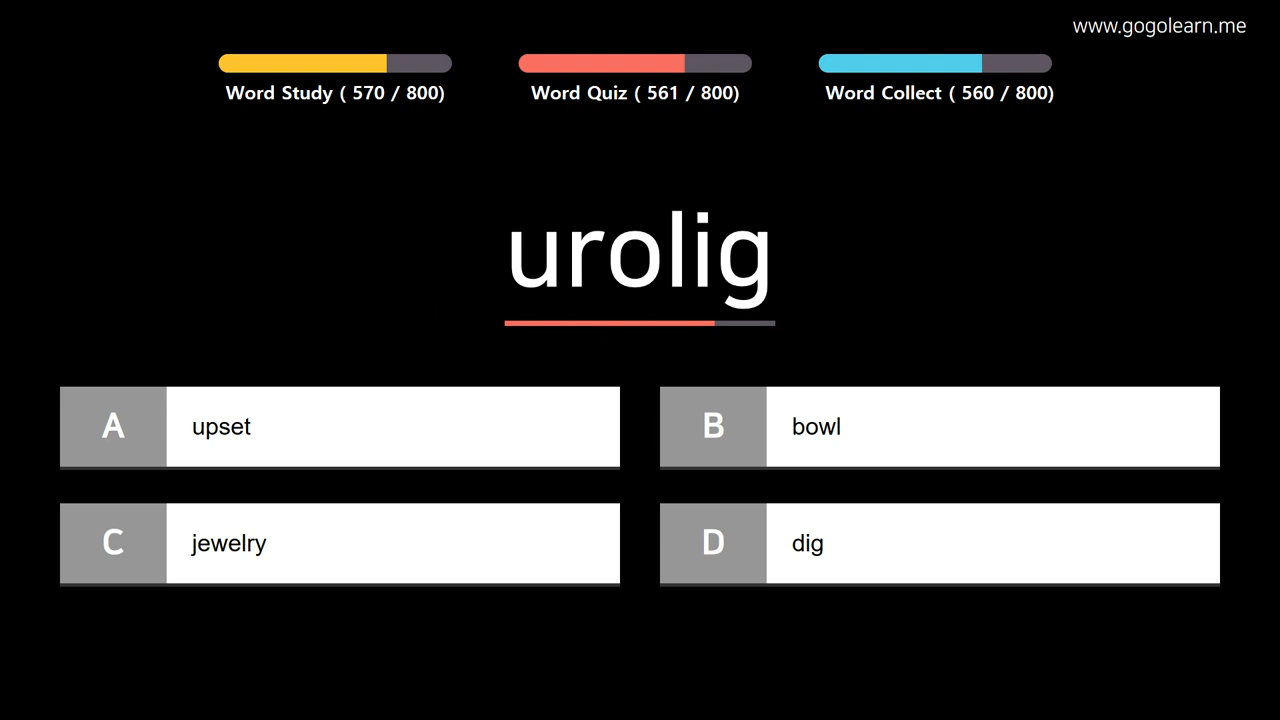 www.gogolearn.me
Word Study ( 570 / 800)
Word Quiz ( 561 / 800)
Word Collect ( 560 / 800)
urolig
A upset
B bowl
C jewelry
D dig